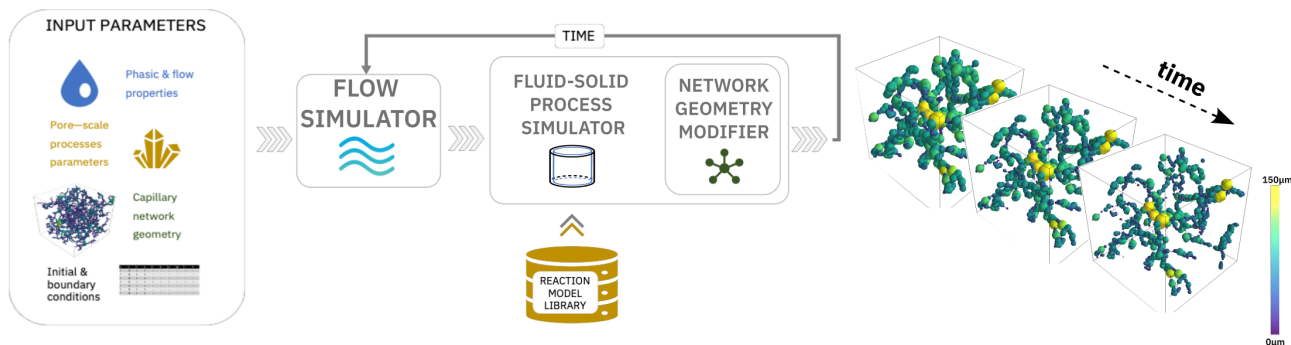 INPUT PARAMETERS
Phasic & flow
properties
Pore—scale
processes
parameters
Capillary
network
geometry
Initial &
boundary
conditions
TIME
FLOW
SIMULATOR
FLUID-SOLID
PROCESS
SIMULATOR
NETWORK
GEOMETRY
MODIFIER
REACTION
MODEL
LIBRARY
time
150μm
0μm